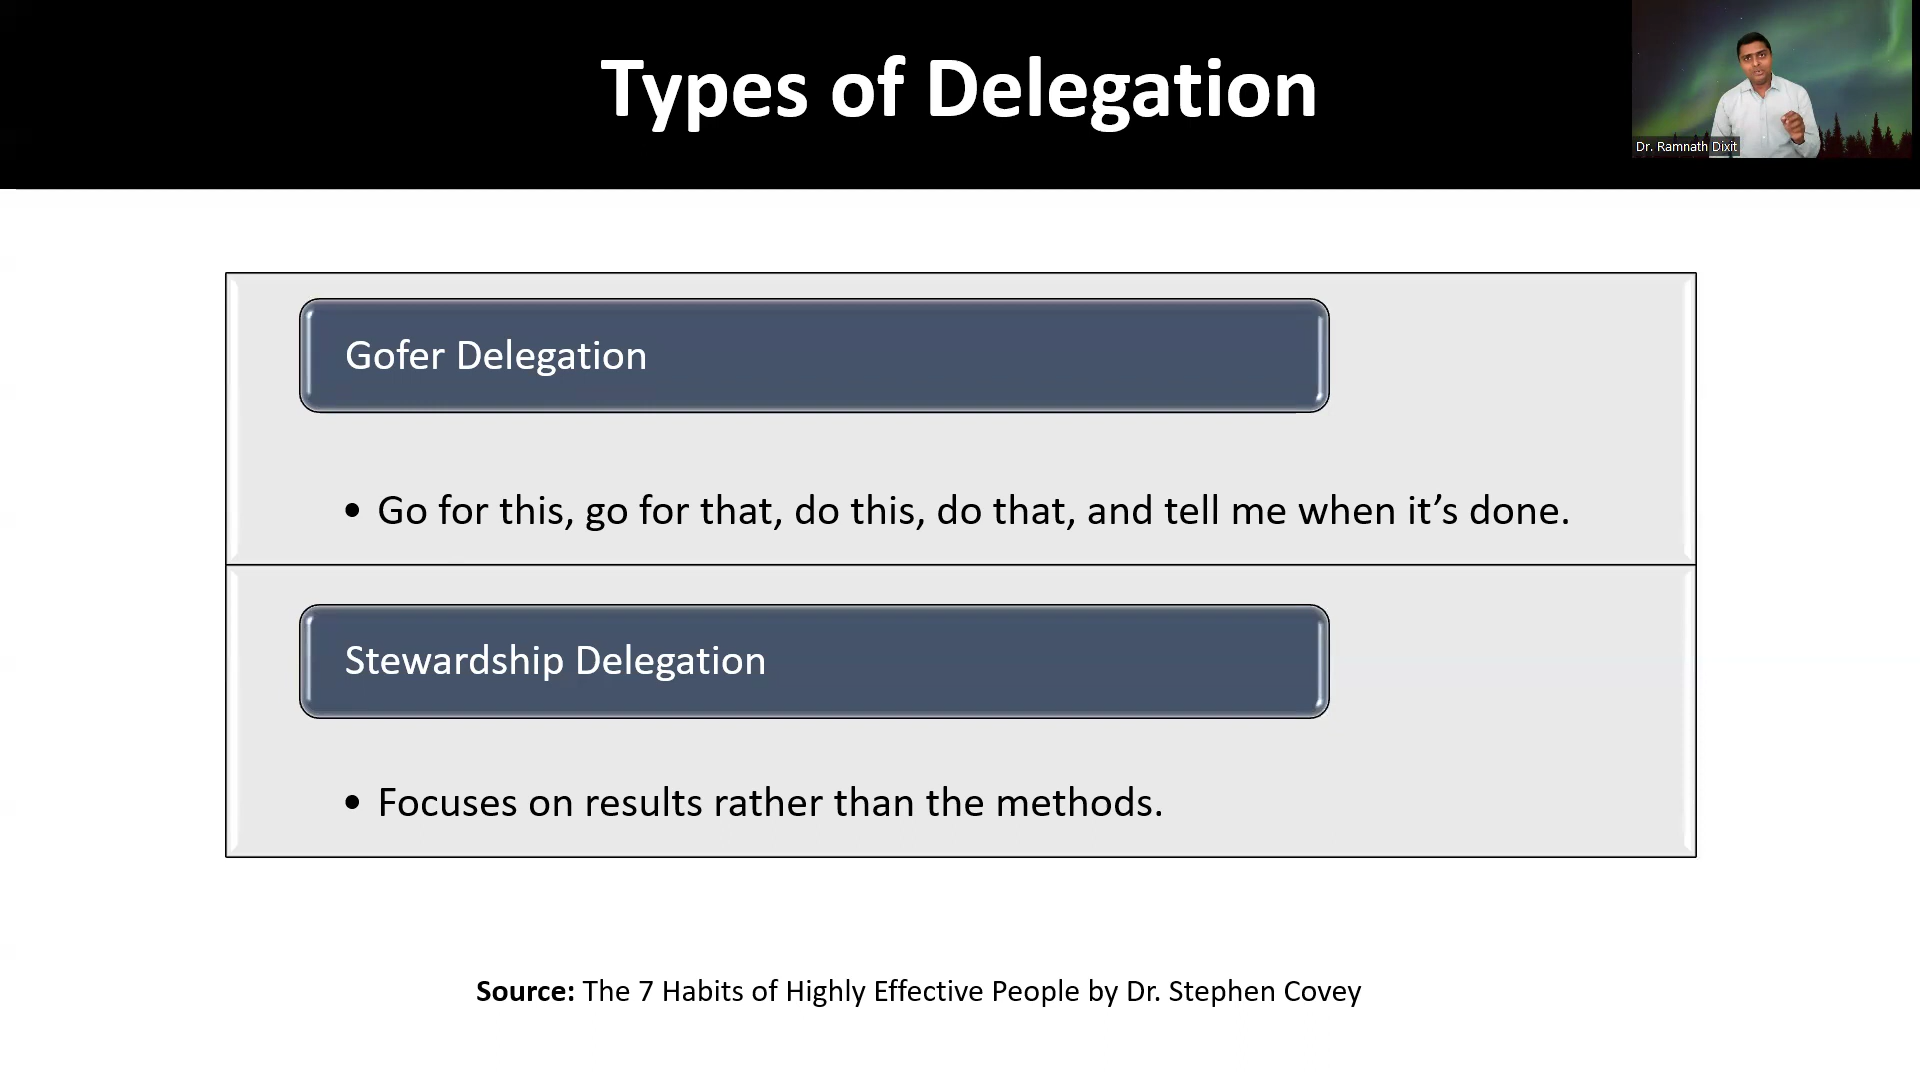 Types of Delegation
Dr. Ramnath Dixit
Gofer Delegation
• Go for this, go for that, do this, do that, and tell me when it’s done.
Stewardship Delegation
• Focuses on results rather than the methods.
Source: The 7 Habits of Highly Effective People by Dr. Stephen Covey